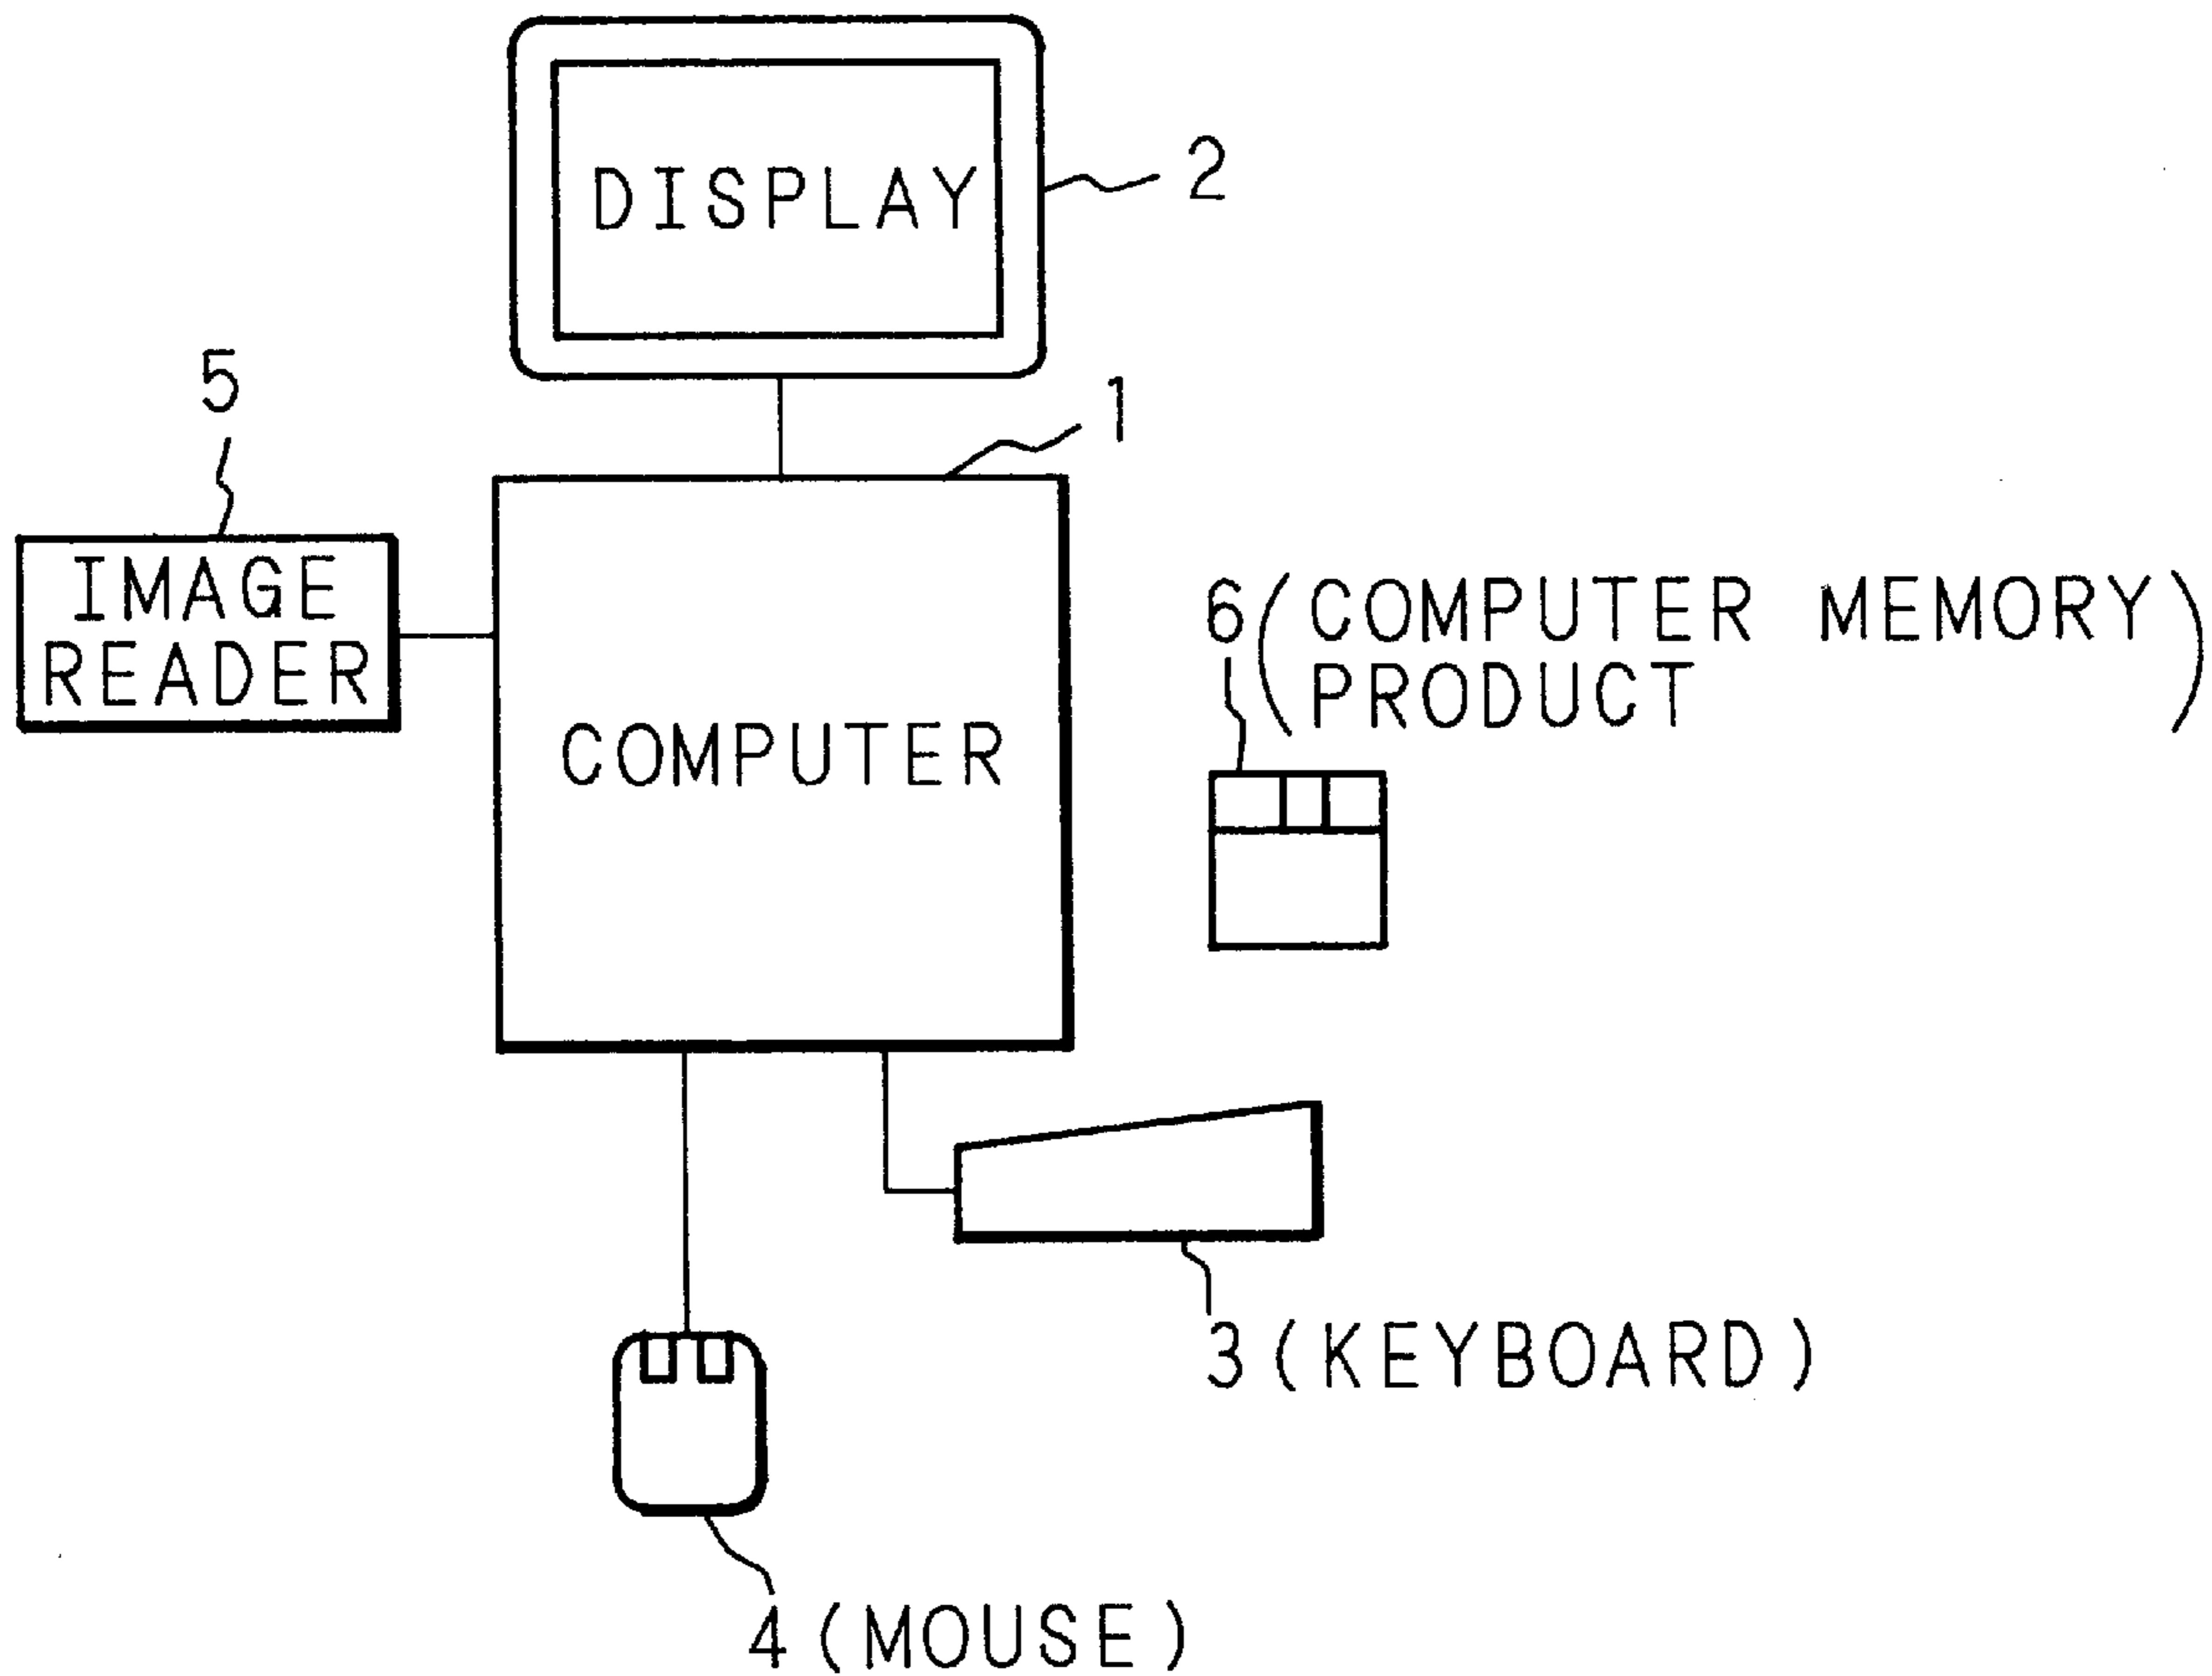 DISPLAY
2
5
1
IMAGE
READER
6(COMPUTER MEMORY)
PRODUCT
COMPUTER
3(KEYBOARD)
4(MOUSE)